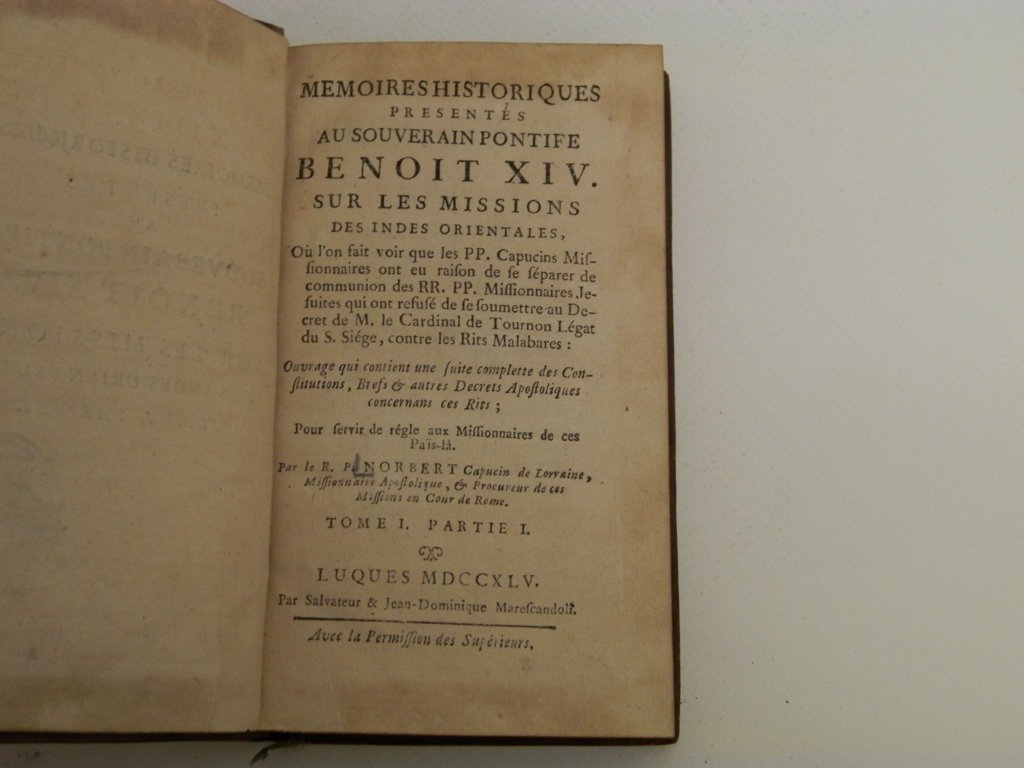 MEMOIRES HISTORIQUES
PRESENTÉS
AU SOUVERAIN PONTIFE
BENOIT XIV.
SUR LES MISSIONS
DES INDES ORIENTALES,
Où l'on fait voir que les PP. Capucins Miſ-
ſionnaires ont eu raiſon de ſe ſéparer de
communion des RR. PP. Miſſionnaires Je-
ſuites qui ont refuſé de ſe ſoumettre au De-
cret de M. le Cardinal de Tournon Légat
du S. Siége, contre les Rits Malabares :
Ouvrage qui contient une ſuite complette des Con-
ſtitutions, Brefs & autres Decrets Apoſtoliques
concernans ces Rits ;
Pour ſervir de régle aux Miſſionnaires de ces
Païs-là.
Par le R. P. NORBERT Capucin de Lorraine,
Miſſionnaire Apoſtolique, & Procureur de ces
Miſſions en Cour de Rome.
TOME I. PARTIE I.
LUQUES MDCCXLV.
Par Salvateur & Jean-Dominique Mareſcandoli.
Avec la Permiſſion des Supérieurs.